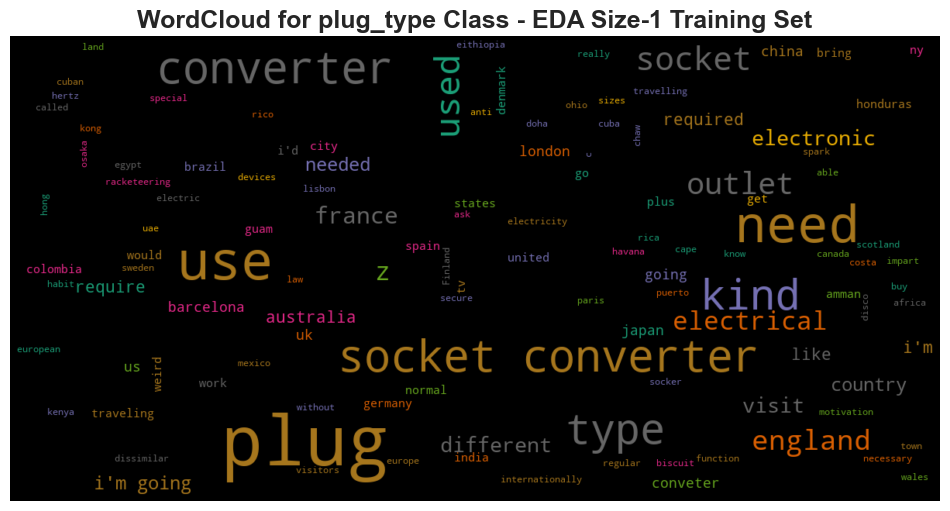 WordCloud for plug_type Class - EDA Size-1 Training Set
land
eithiopia
converter
used
really
socket
china
bring
ny
cuban
hertz
called
special
rico
denmark
anti
sizes
travelling
ohio
honduras
kong
doha
cuba
chaw
required
electronic
osaka
i'd
city
needed
london
u
spark
egypt
brazil
racketeering
devices
lisbon
go
outlet
able
hong
electric
france
states
ask
electricity
plus
get
need
uae
guam
spain
rica
cape
know
scotland
would
sweden
colombia
habit
require
use
law
z
Finland
tv
secure
united
havana
going
puerto
canada
costa
impart
kind
amman
buy
africa
disco
barcelona
australia
paris
uk
japan
electrical
european
us
weird
mexico
socket converter
like
i'm
work
normal
socker
country
kenya
traveling
without
germany
visit
motivation
plug
different
type
england
town
dissimilar
visitors
europe
india
regular
biscuit
function
necessary
i'm going
internationally
conveter
wales